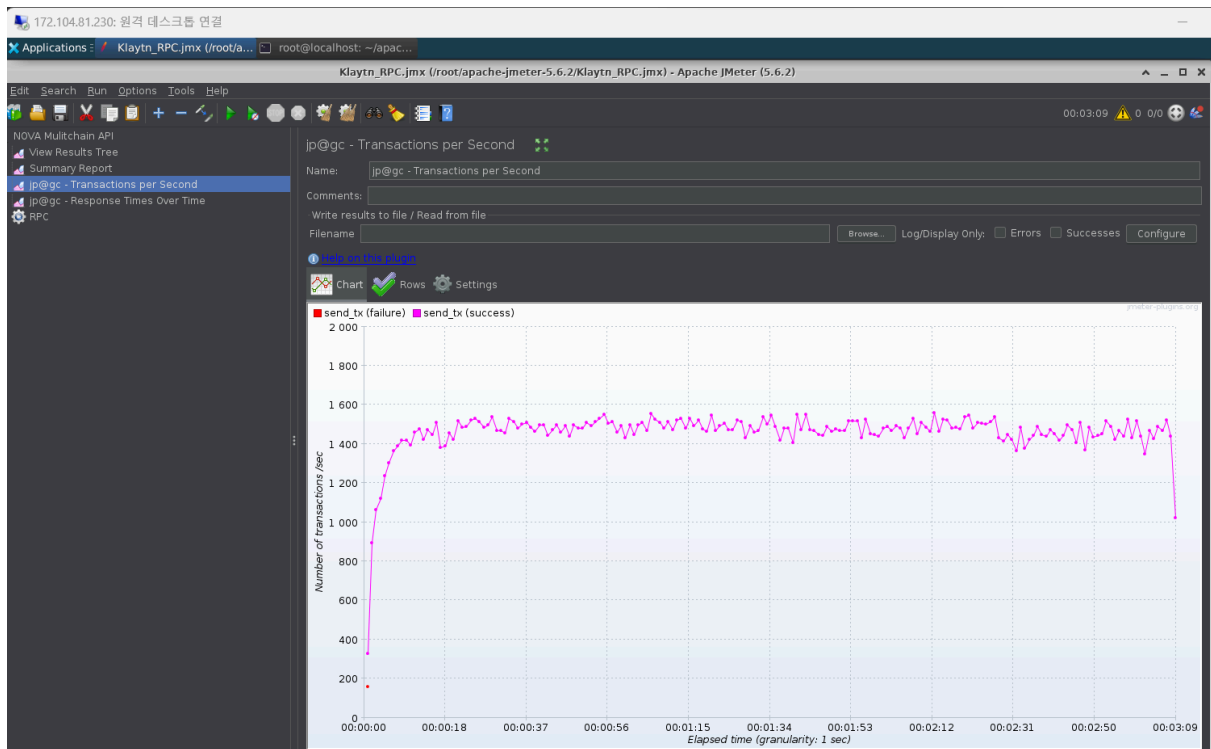 172.104.81.230: 원격 데스크톱 연결
Applications Klaytn_RPC.jmx (/root/a... root@localhost: ~/apac...
Klaytn_RPC.jmx (/root/apache-jmeter-5.6.2/Klaytn_RPC.jmx) - Apache JMeter (5.6.2)
Edit Search Run Options Tools Help
00:03:09 0 0/0
NOVA Mulitchain API
View Results Tree
Summary Report
jp@gc - Transactions per Second
jp@gc - Response Times Over Time
RPC
jp@gc - Transactions per Second
Name: jp@gc - Transactions per Second
Comments:
Write results to file / Read from file
Filename Browse... Log/Display Only: Errors Successes Configure
Help on this plugin
Chart Rows Settings
send_tx (failure) send_tx (success)
jmeter-plugins.org
2 000
1 800
1 600
1 400
1 200
1 000
800
600
400
200
0
Number of transactions /sec
00:00:00 00:00:18 00:00:37 00:00:56 00:01:15 00:01:34 00:01:53 00:02:12 00:02:31 00:02:50 00:03:09
Elapsed time (granularity: 1 sec)